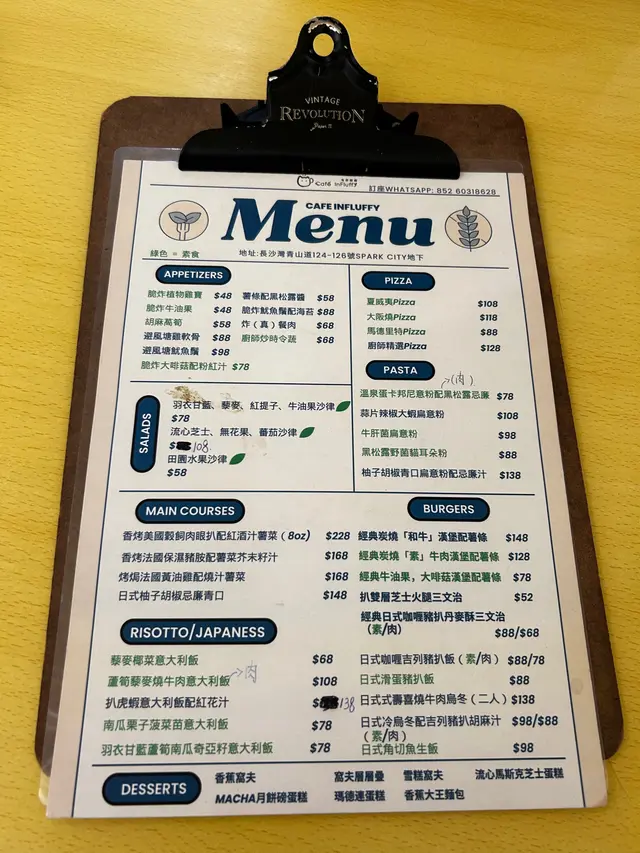 VINTAGE
REVOLUTION
Café InFluffy
訂座WHATSAPP: 852 60318628
CAFE INFLUFFY
Menu
綠色 = 素食
地址:長沙灣青山道124-126號SPARK CITY地下
APPETIZERS
脆炸植物雞寶 $48
脆炸牛油果 $48
胡麻萵筍 $58
避風塘雞軟骨 $88
避風塘魷魚鬚 $98
脆炸大啡菇配粉紅汁 $78
薯條配黑松露醬 $58
脆炸魷魚鬚配海苔 $88
炸(真)餐肉 $68
廚師炒時令蔬 $68
PIZZA
夏威夷Pizza $108
大阪燒Pizza $118
馬德里特Pizza $88
廚師精選Pizza $128
SALADS
羽衣甘藍、藜麥、紅提子、牛油果沙律
$78
流心芝士、無花果、蕃茄沙律
$108
田園水果沙律
$58
PASTA
(肉)
溫泉蛋卡邦尼意粉配黑松露忌廉 $78
蒜片辣椒大蝦扁意粉 $108
牛肝菌扁意粉 $98
黑松露野菌貓耳朵粉 $88
柚子胡椒青口扁意粉配忌廉汁 $138
MAIN COURSES
香烤美國穀飼肉眼扒配紅酒汁薯菜(8oz) $228
香烤法國保濕豬胺配薯菜芥末籽汁 $168
烤焗法國黃油雞配燒汁薯菜 $168
日式柚子胡椒忌廉青口 $148
BURGERS
經典炭燒「和牛」漢堡配薯條 $148
經典炭燒「素」牛肉漢堡配薯條 $128
經典牛油果,大啡菇漢堡配薯條 $78
扒雙層芝士火腿三文治 $52
經典日式咖喱豬扒丹麥酥三文治
(素/肉) $88/$68
RISOTTO/JAPANESS
藜麥椰菜意大利飯 $68
蘆筍藜麥燒牛肉意大利飯 肉 $108
扒虎蝦意大利飯配紅花汁 138
南瓜栗子菠菜苗意大利飯 $78
羽衣甘藍蘆筍南瓜奇亞籽意大利飯 $78
日式咖喱吉列豬扒飯(素/肉) $88/78
日式滑蛋豬扒飯 $88
日式式壽喜燒牛肉烏冬(二人) $138
日式冷烏冬配吉列豬扒胡麻汁 $98/$88
(素/肉)
日式角切魚生飯 $98
DESSERTS
香蕉窩夫
窩夫層層疊
雪糕窩夫
流心馬斯克芝士蛋糕
MACHA月餅磅蛋糕
瑪德連蛋糕
香蕉大王麵包